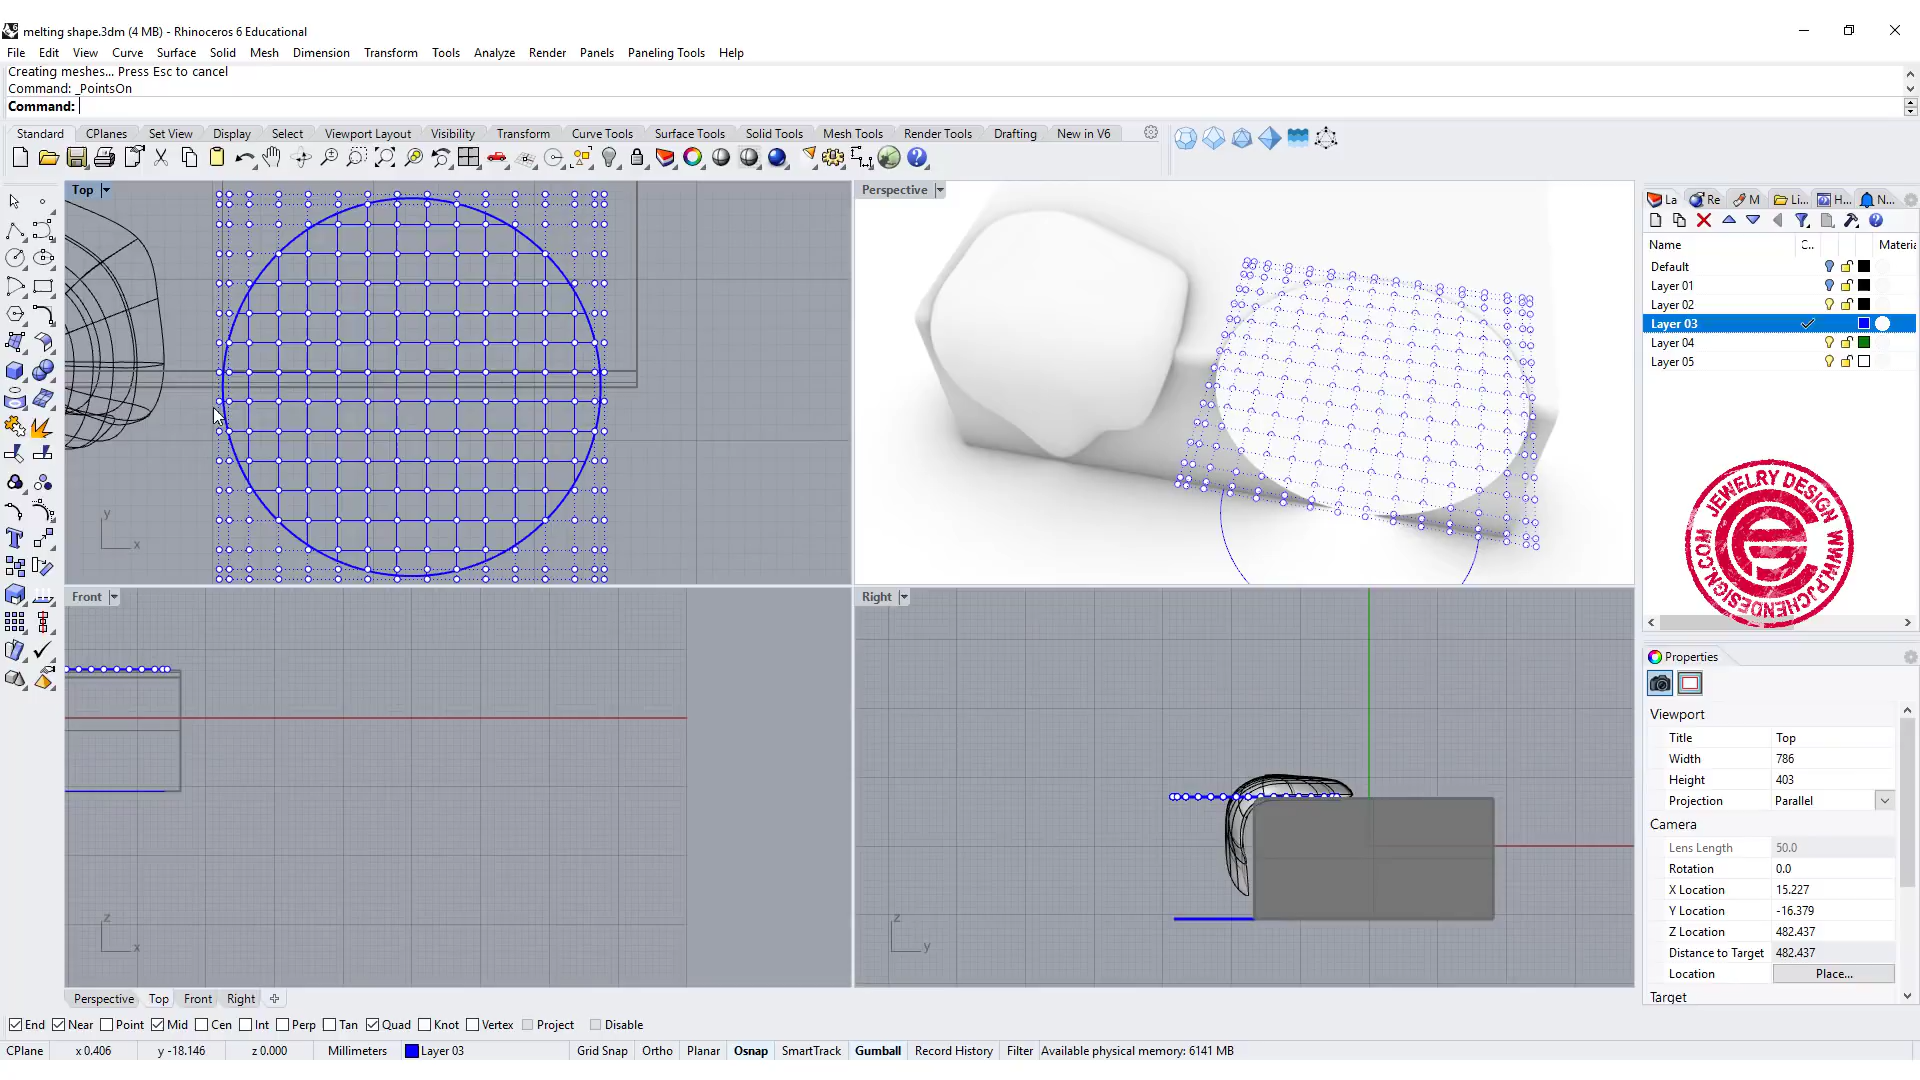 melting shape.3dm (4 MB) - Rhinoceros 6 Educational
File Edit View Curve Surface Solid Mesh Dimension Transform Tools Analyze Render Panels Paneling Tools Help
Creating meshes... Press Esc to cancel
Command: _PointsOn
Command:
Standard CPlanes Set View Display Select Viewport Layout Visibility Transform Curve Tools Surface Tools Solid Tools Mesh Tools Render Tools Drafting New in V6
Top
Perspective
La Re M Li... H... N...
Name C.. Materia
Default
Layer 01
Layer 02
Layer 03
Layer 04
Layer 05
JEWELRY DESIGN
WWW.PJCHENDESIGN.COM
y
x
Front
Right
z
x
z
y
Properties
Viewport
Title Top
Width 786
Height 403
Projection Parallel
Camera
Lens Length 50.0
Rotation 0.0
X Location 15.227
Y Location -16.379
Z Location 482.437
Distance to Target 482.437
Location Place...
Target
Perspective Top Front Right
End Near Point Mid Cen Int Perp Tan Quad Knot Vertex Project Disable
CPlane x 0.406 y -18.146 z 0.000 Millimeters Layer 03 Grid Snap Ortho Planar Osnap SmartTrack Gumball Record History Filter Available physical memory: 6141 MB